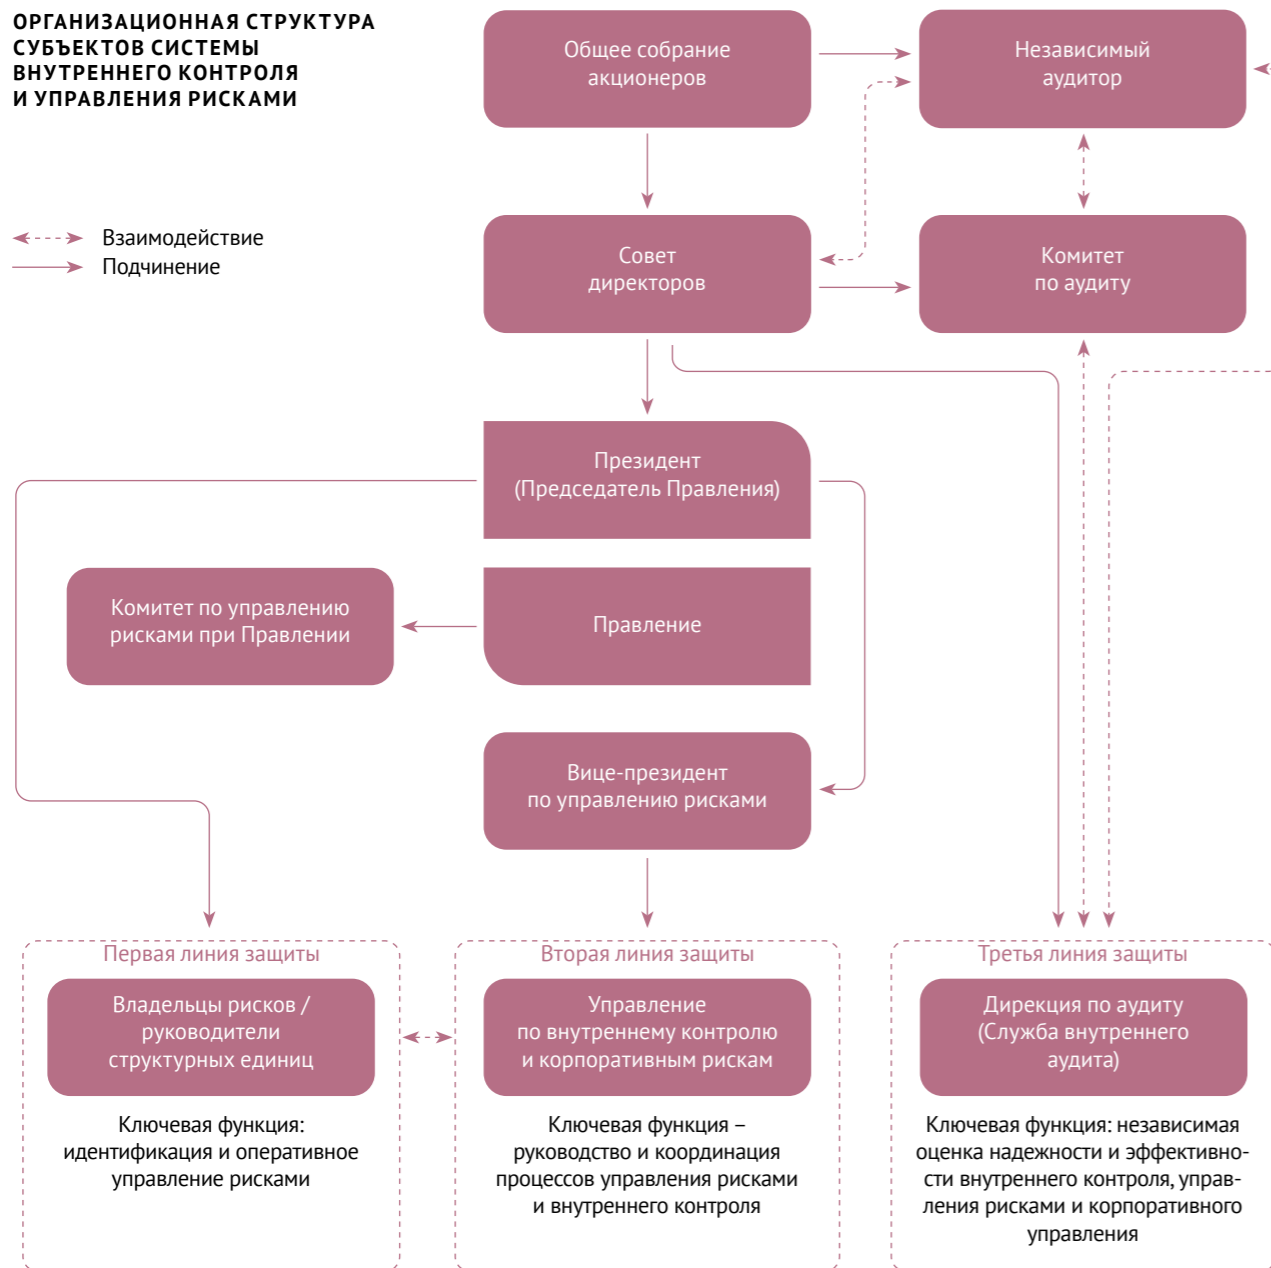 ОРГАНИЗАЦИОННАЯ СТРУКТУРА
СУБЪЕКТОВ СИСТЕМЫ
ВНУТРЕННЕГО КОНТРОЛЯ
И УПРАВЛЕНИЯ РИСКАМИ
Общее собрание
акционеров
Независимый
аудитор
Взаимодействие
Подчинение
Совет
директоров
Комитет
по аудиту
Президент
(Председатель Правления)
Комитет по управлению
рисками при Правлении
Правление
Вице-президент
по управлению рисками
Первая линия защиты
Владельцы рисков /
руководители
структурных единиц
Ключевая функция:
идентификация и оперативное
управление рисками
Вторая линия защиты
Управление
по внутреннему контролю
и корпоративным рискам
Ключевая функция –
руководство и координация
процессов управления рисками
и внутреннего контроля
Третья линия защиты
Дирекция по аудиту
(Служба внутреннего
аудита)
Ключевая функция: независимая
оценка надежности и эффективно-
сти внутреннего контроля, управ-
ления рисками и корпоративного
управления